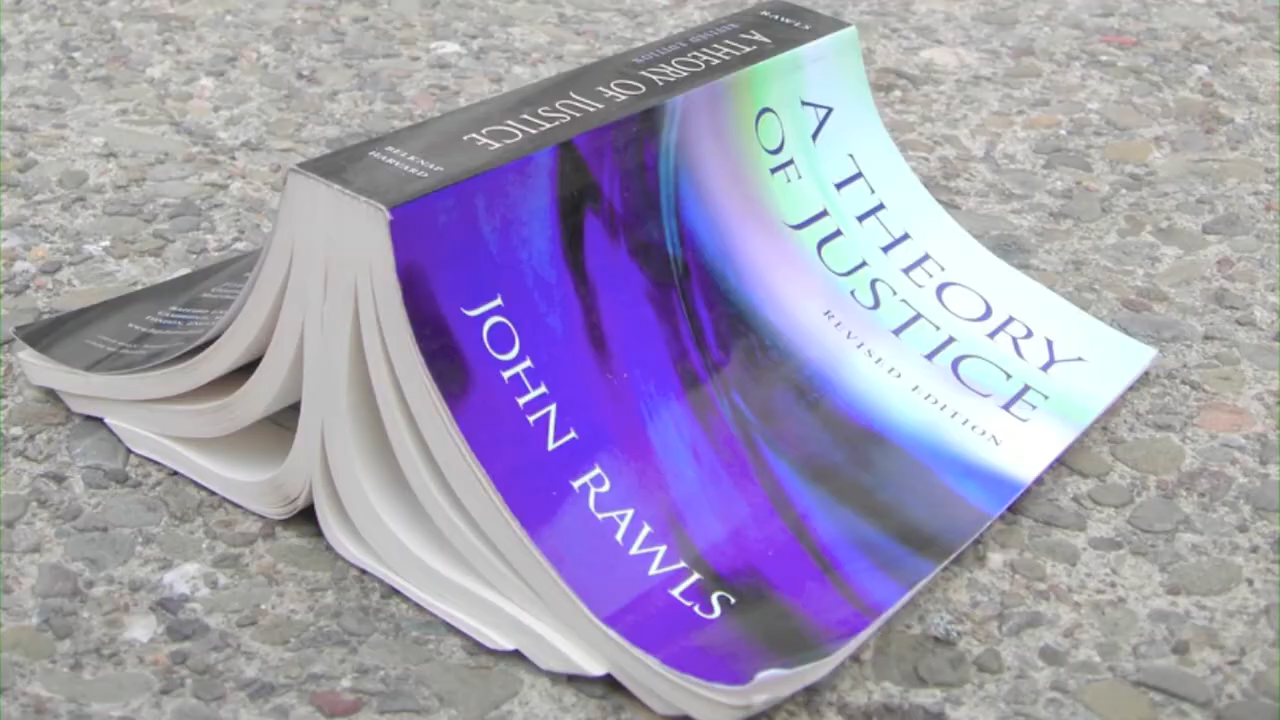 RAWLS
A THEORY OF JUSTICE
REVISED EDITION
BELKNAP
HARVARD
A THEORY
OF JUSTICE
REVISED EDITION
JOHN RAWLS